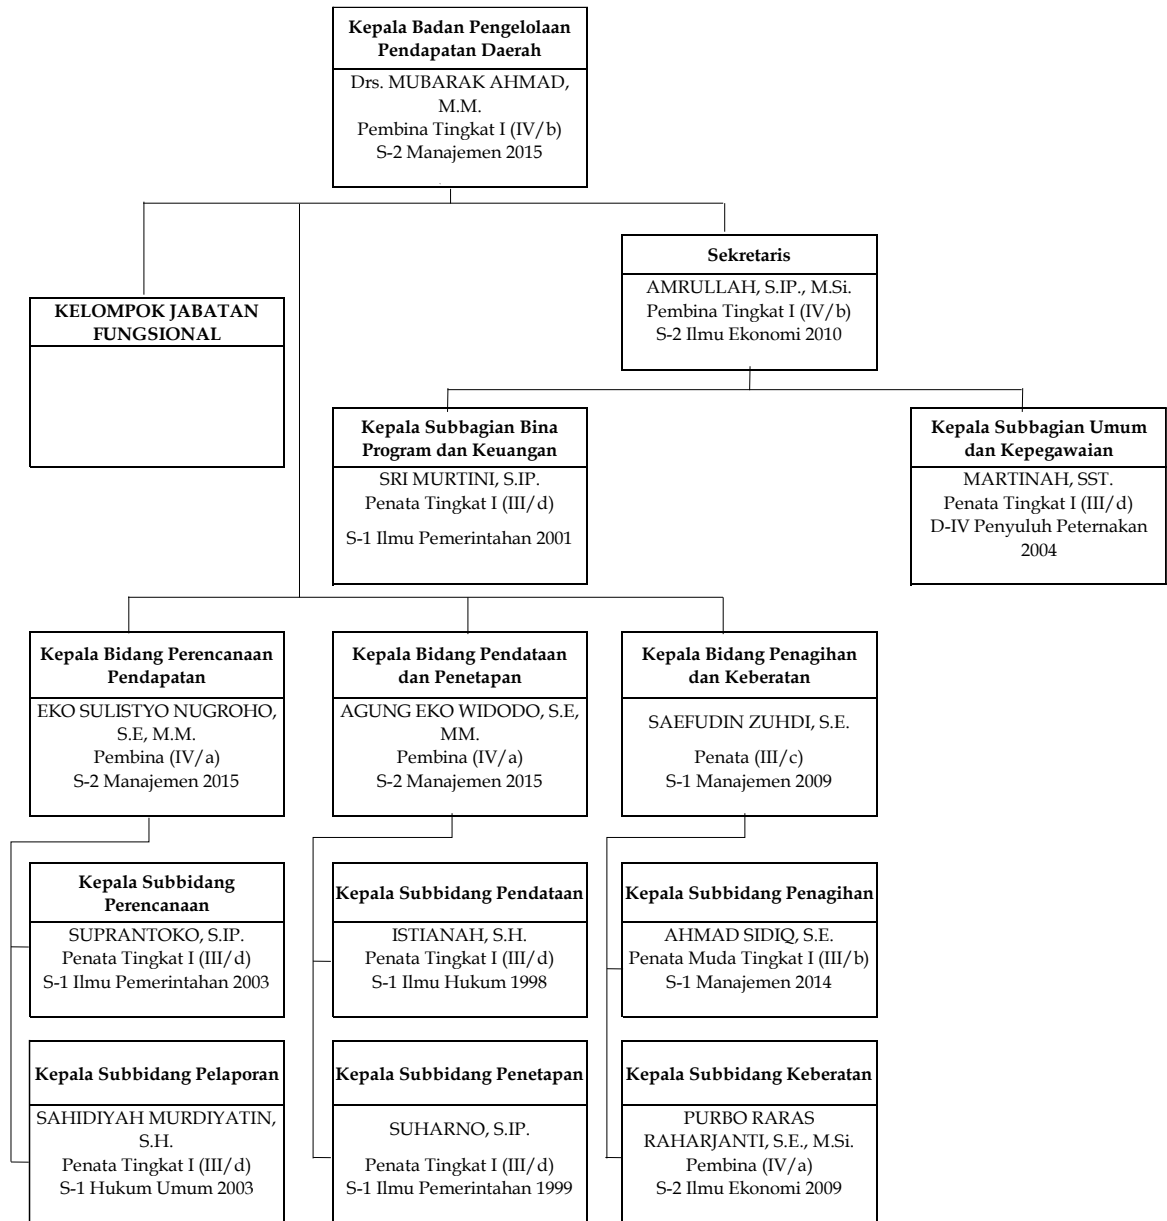 Kepala Badan Pengelolaan
Pendapatan Daerah
Drs. MUBARAK AHMAD,
M.M.
Pembina Tingkat I (IV/b)
S-2 Manajemen 2015
Sekretaris
AMRULLAH, S.IP., M.Si.
Pembina Tingkat I (IV/b)
S-2 Ilmu Ekonomi 2010
KELOMPOK JABATAN
FUNGSIONAL
Kepala Subbagian Bina
Program dan Keuangan
SRI MURTINI, S.IP.
Penata Tingkat I (III/d)
S-1 Ilmu Pemerintahan 2001
Kepala Subbagian Umum
dan Kepegawaian
MARTINAH, SST.
Penata Tingkat I (III/d)
D-IV Penyuluh Peternakan
2004
Kepala Bidang Perencanaan
Pendapatan
EKO SULISTYO NUGROHO,
S.E, M.M.
Pembina (IV/a)
S-2 Manajemen 2015
Kepala Bidang Pendataan
dan Penetapan
AGUNG EKO WIDODO, S.E,
MM.
Pembina (IV/a)
S-2 Manajemen 2015
Kepala Bidang Penagihan
dan Keberatan
SAEFUDIN ZUHDI, S.E.
Penata (III/c)
S-1 Manajemen 2009
Kepala Subbidang
Perencanaan
SUPRANTOKO, S.IP.
Penata Tingkat I (III/d)
S-1 Ilmu Pemerintahan 2003
Kepala Subbidang Pendataan
ISTIANAH, S.H.
Penata Tingkat I (III/d)
S-1 Ilmu Hukum 1998
Kepala Subbidang Penagihan
AHMAD SIDIQ, S.E.
Penata Muda Tingkat I (III/b)
S-1 Manajemen 2014
Kepala Subbidang Pelaporan
SAHIDIYAH MURDIYATIN,
S.H.
Penata Tingkat I (III/d)
S-1 Hukum Umum 2003
Kepala Subbidang Penetapan
SUHARNO, S.IP.
Penata Tingkat I (III/d)
S-1 Ilmu Pemerintahan 1999
Kepala Subbidang Keberatan
PURBO RARAS
RAHARJANTI, S.E., M.Si.
Pembina (IV/a)
S-2 Ilmu Ekonomi 2009